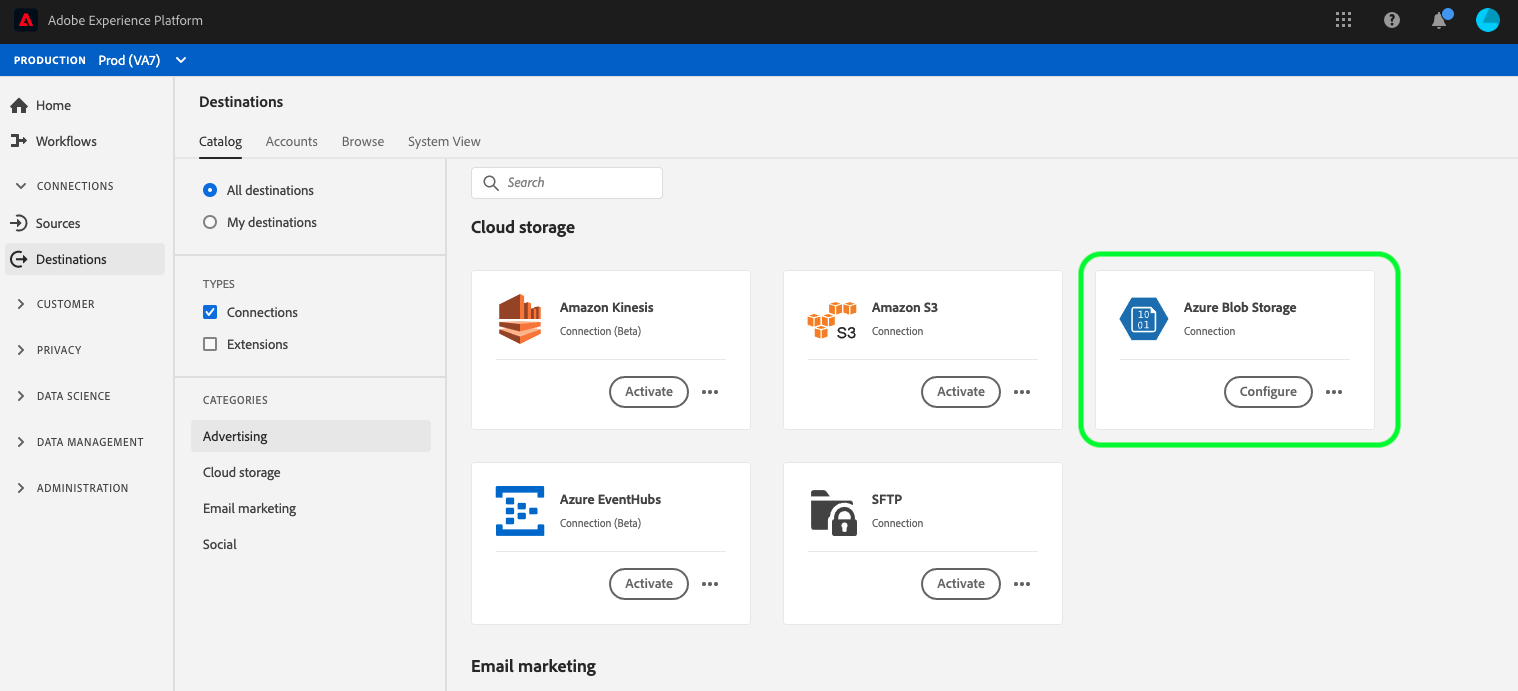 Adobe Experience Platform
PRODUCTION Prod (VA7)
Home
Workflows
CONNECTIONS
Sources
Destinations
CUSTOMER
PRIVACY
DATA SCIENCE
DATA MANAGEMENT
ADMINISTRATION
Destinations
Catalog Accounts Browse System View
All destinations
My destinations
TYPES
Connections
Extensions
CATEGORIES
Advertising
Cloud storage
Email marketing
Social
Search
Cloud storage
Amazon Kinesis
Connection (Beta)
Activate
S3
Amazon S3
Connection
Activate
10
01
Azure Blob Storage
Connection
Configure
Azure EventHubs
Connection (Beta)
Activate
SFTP
Connection
Activate
Email marketing